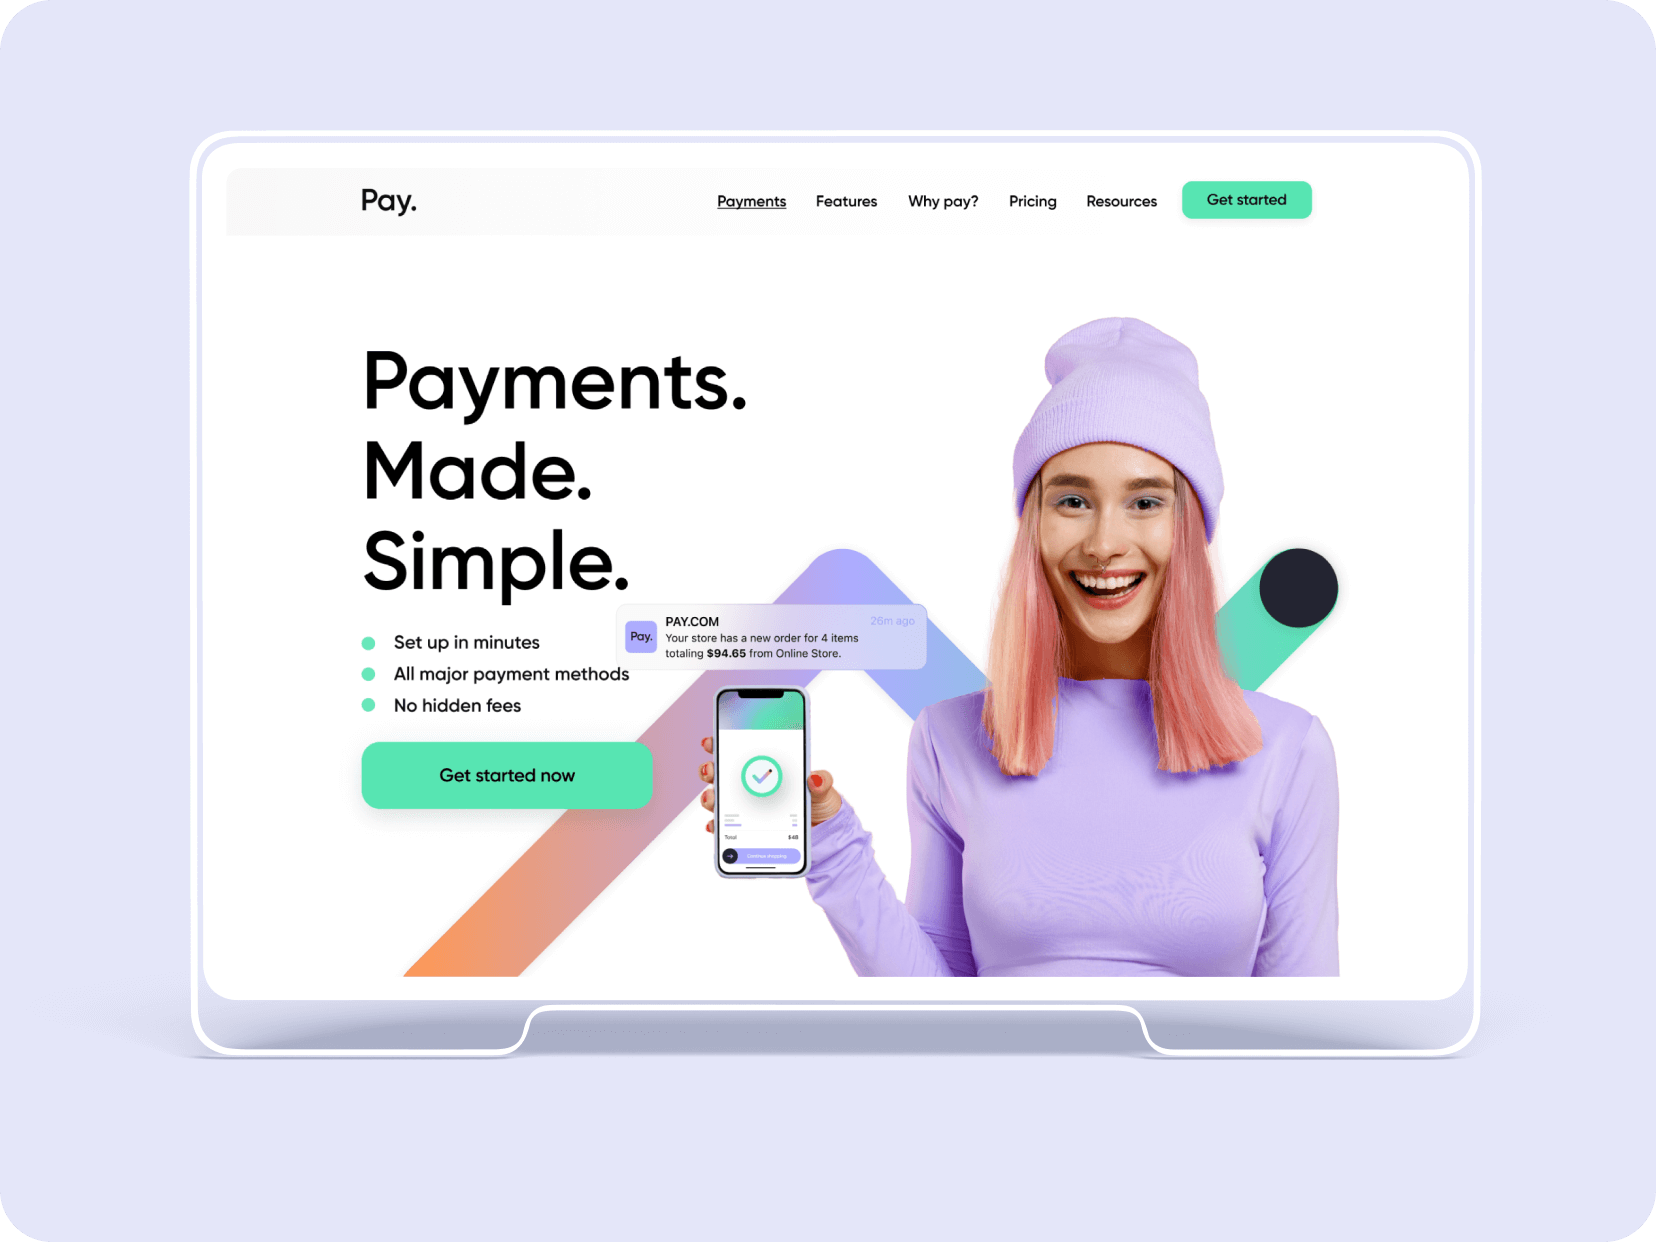 Pay.
Payments
Features
Why pay?
Pricing
Resources
Get started
Payments.
Made.
Simple.
Set up in minutes
All major payment methods
No hidden fees
Get started now
Pay.
PAY.COM
26m ago
Your store has a new order for 4 items
totaling $94.65 from Online Store.
Total
$48
Continue shopping